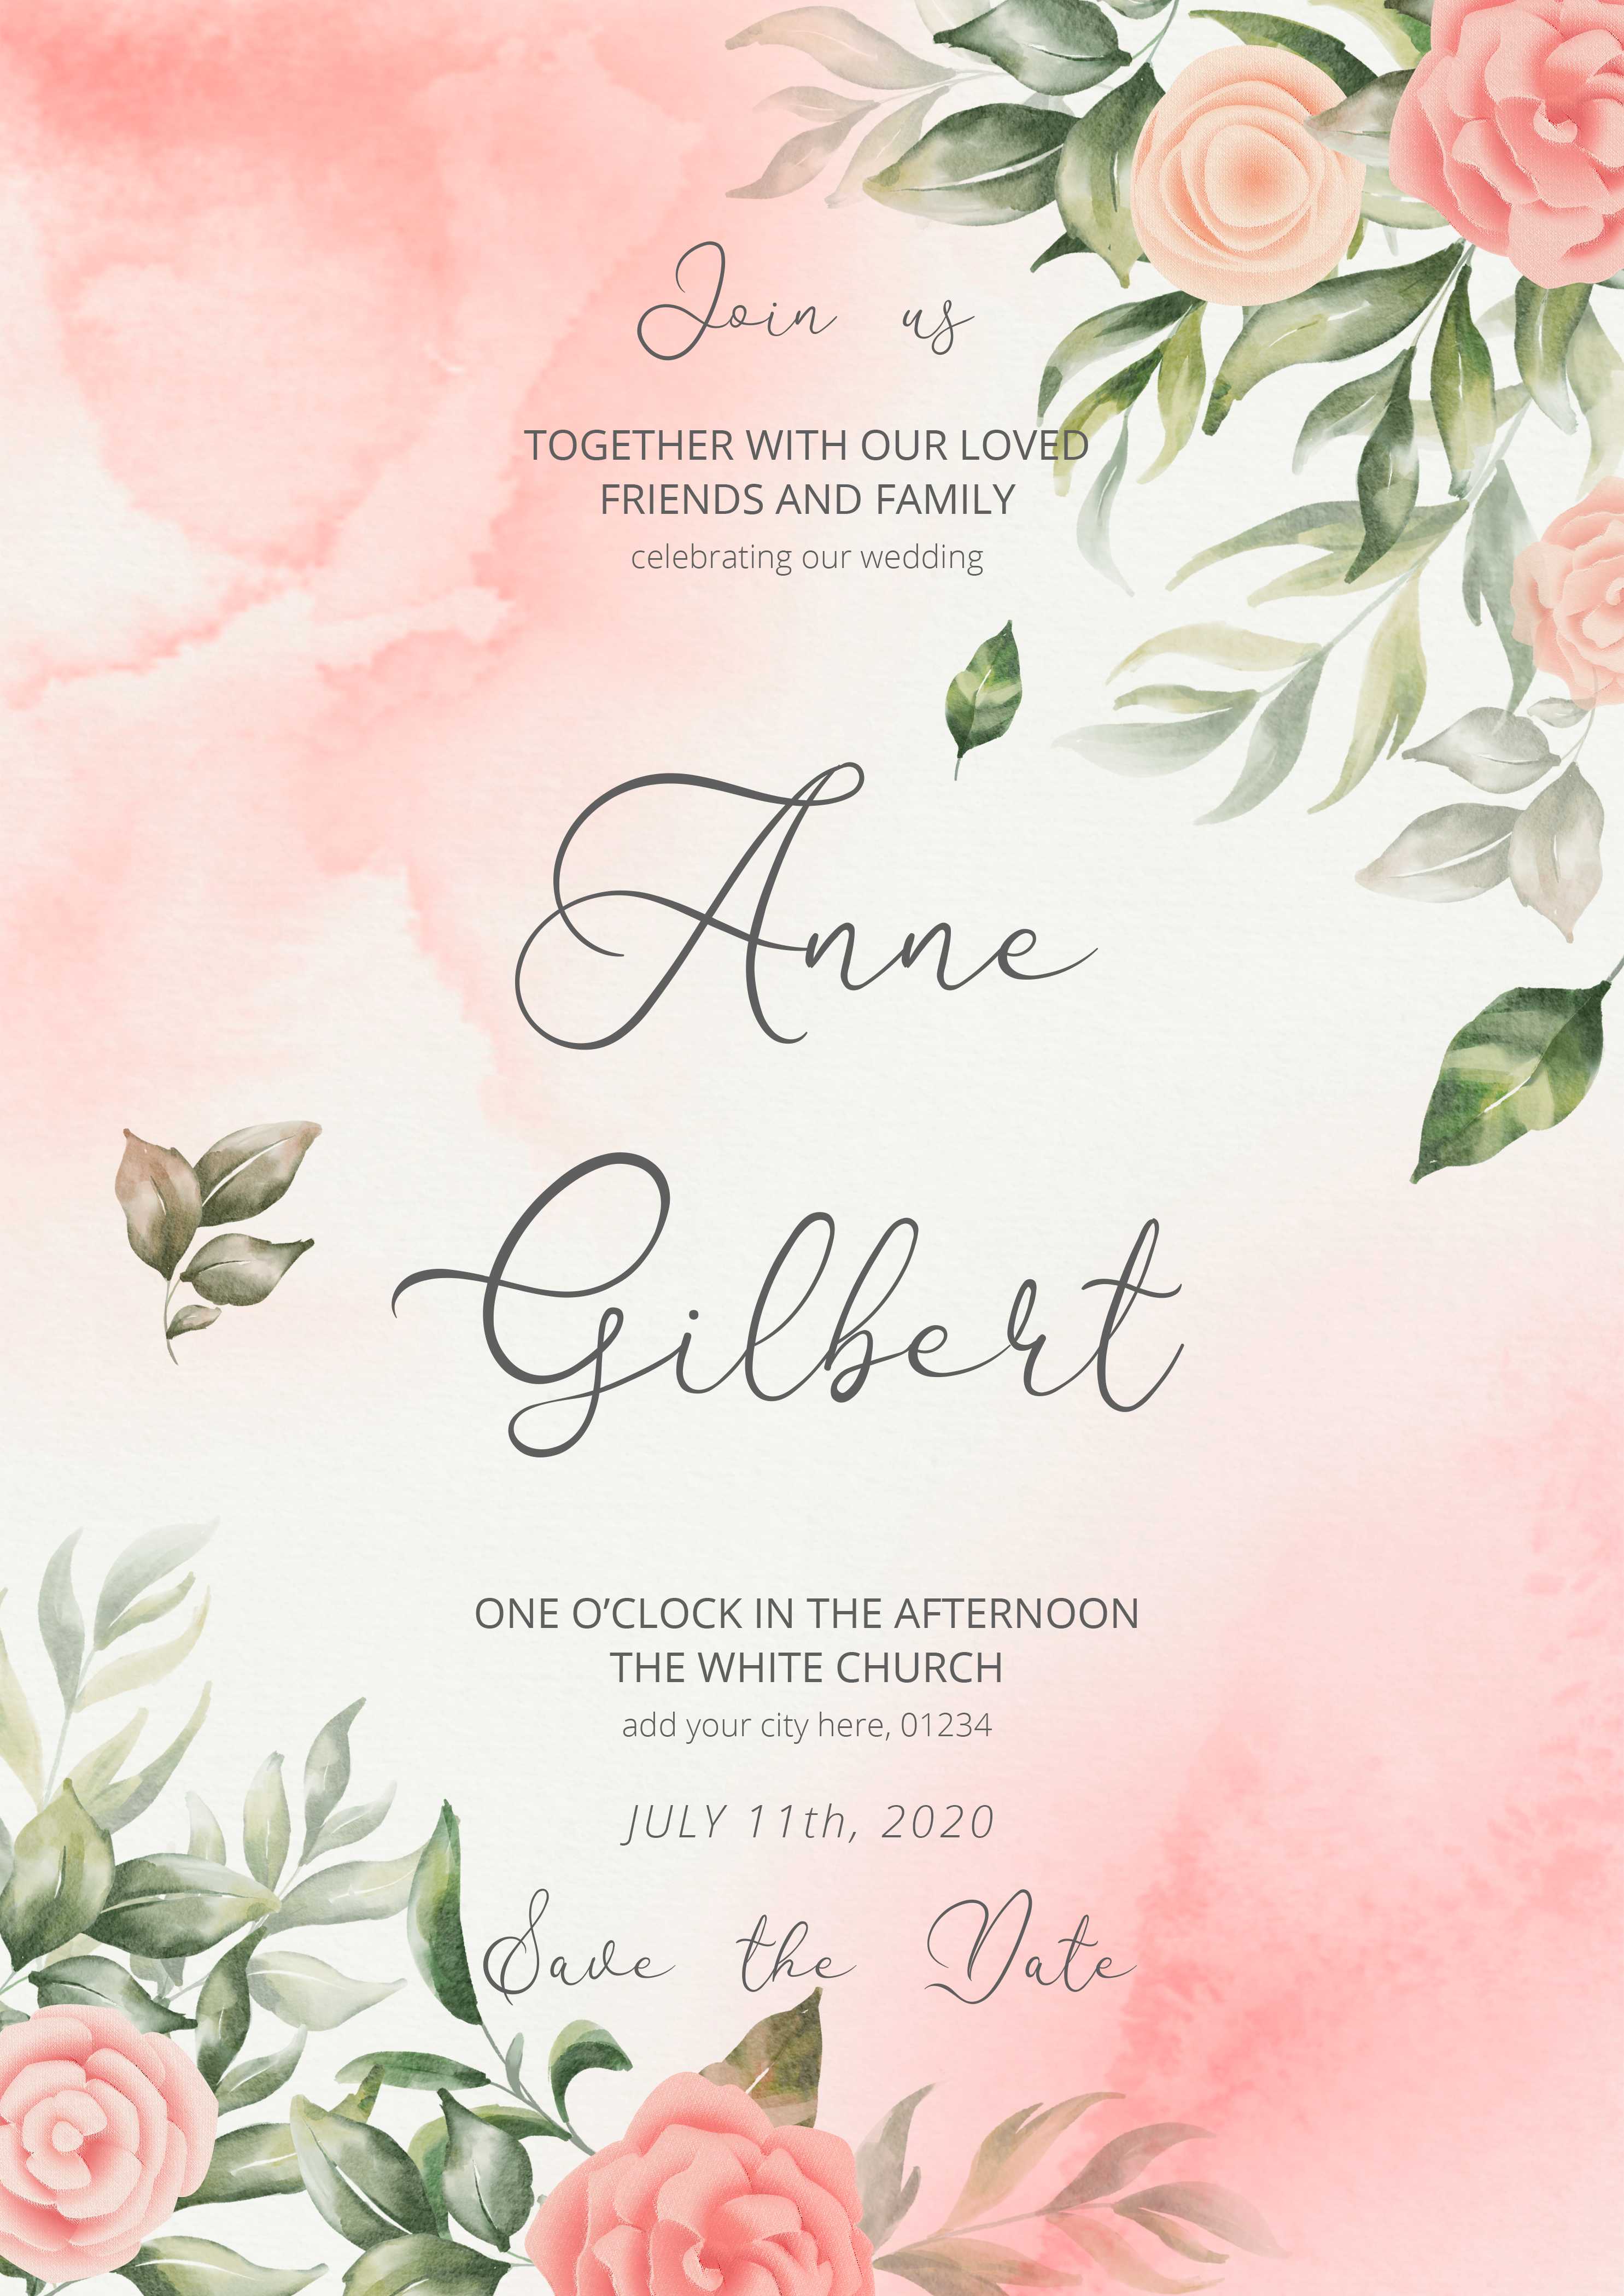 Join us
TOGETHER WITH OUR LOVED
FRIENDS AND FAMILY
celebrating our wedding
Anne
Gilbert
ONE O’CLOCK IN THE AFTERNOON
THE WHITE CHURCH
add your city here, 01234
JULY 11th, 2020
Save the Date